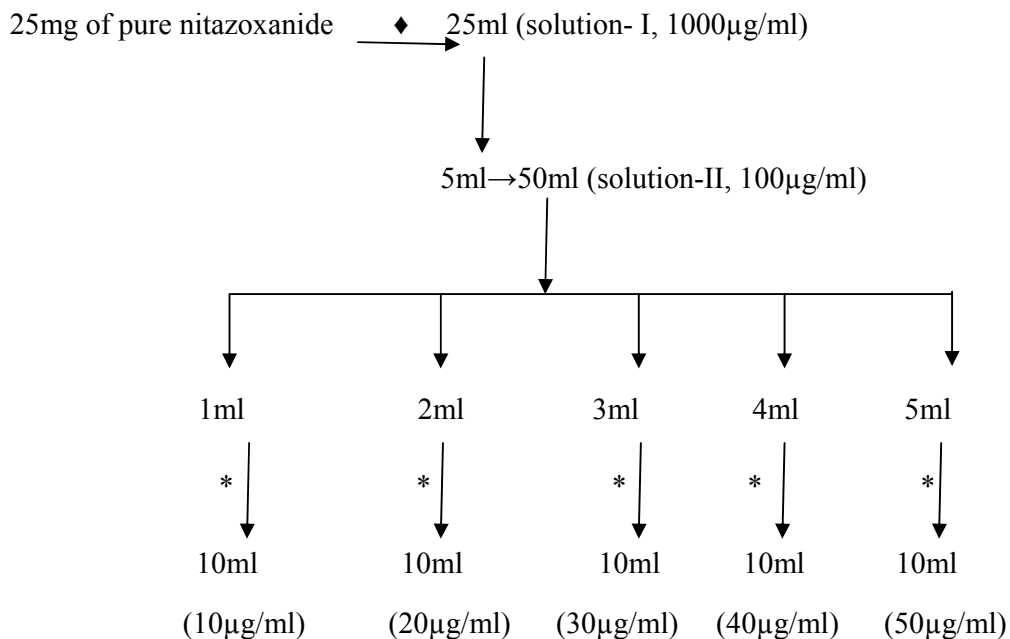 25mg of pure nitazoxanide ♦ 25ml (solution- I, 1000µg/ml)
5ml→50ml (solution-II, 100µg/ml)
1ml 2ml 3ml 4ml 5ml
* * * * *
10ml 10ml 10ml 10ml 10ml
(10µg/ml) (20µg/ml) (30µg/ml) (40µg/ml) (50µg/ml)